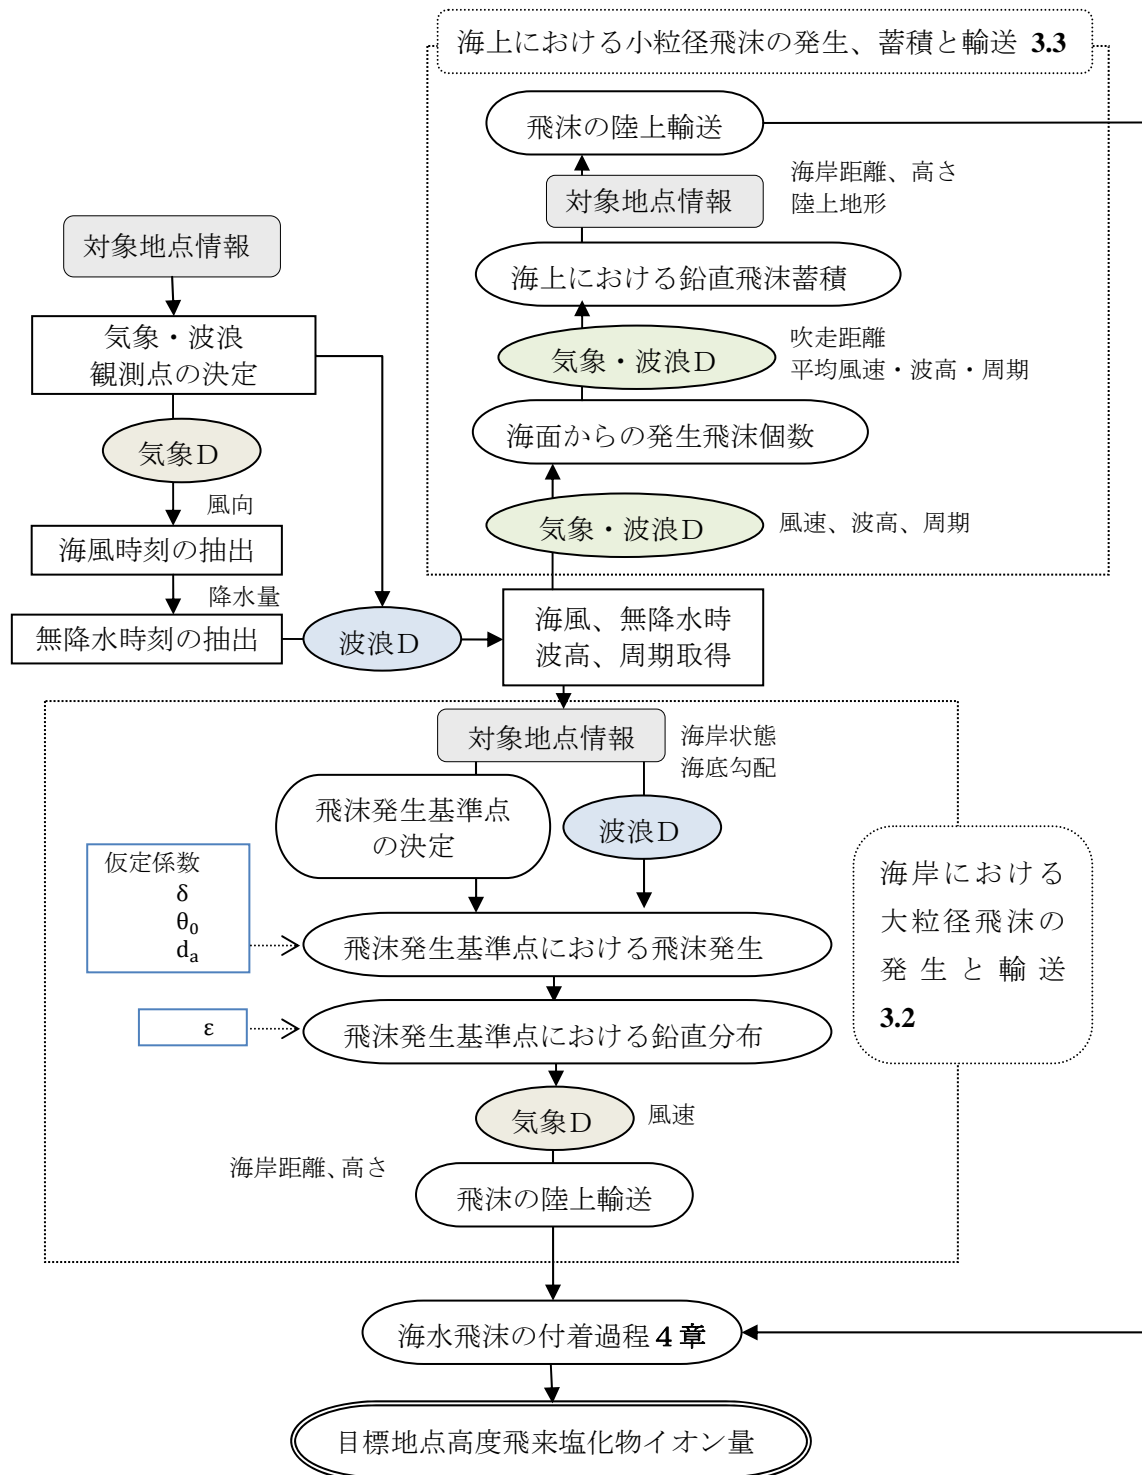 海上における小粒径飛沫の発生、蓄積と輸送 3.3
飛沫の陸上輸送
海岸距離、高さ
陸上地形
対象地点情報
海上における鉛直飛沫蓄積
気象・波浪D
吹走距離
平均風速・波高・周期
海面からの発生飛沫個数
気象・波浪D
風速、波高、周期
対象地点情報
気象・波浪
観測点の決定
気象D
風向
海風時刻の抽出
降水量
無降水時刻の抽出
波浪D
海風、無降水時
波高、周期取得
対象地点情報
海岸状態
海底勾配
飛沫発生基準点
の決定
波浪D
仮定係数
δ
θ₀
dₐ
飛沫発生基準点における飛沫発生
ε
飛沫発生基準点における鉛直分布
気象D
風速
海岸距離、高さ
飛沫の陸上輸送
海岸における
大粒径飛沫の
発生と輸送
3.2
海水飛沫の付着過程４章
目標地点高度飛来塩化物イオン量